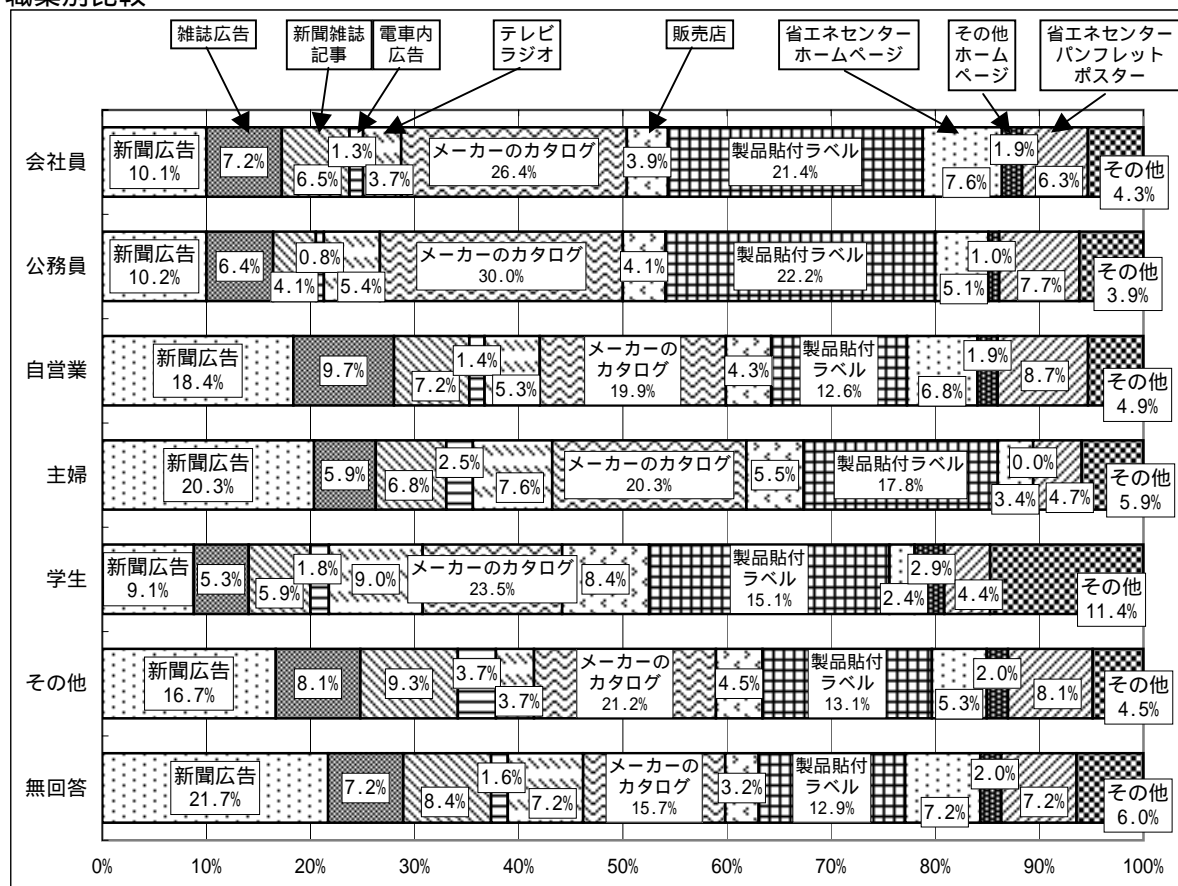 職業別比較
雑誌広告
新聞雑誌
記事
電車内
広告
テレビ
ラジオ
販売店
省エネセンター
ホームページ
その他
ホーム
ページ
省エネセンター
パンフレット
ポスター
会社員
新聞広告
10.1%
7.2%
6.5%
1.3%
3.7%
メーカーのカタログ
26.4%
3.9%
製品貼付ラベル
21.4%
7.6%
1.9%
6.3%
その他
4.3%
公務員
新聞広告
10.2%
6.4%
4.1%
0.8%
5.4%
メーカーのカタログ
30.0%
4.1%
製品貼付ラベル
22.2%
5.1%
1.0%
7.7%
その他
3.9%
自営業
新聞広告
18.4%
9.7%
7.2%
1.4%
5.3%
メーカーの
カタログ
19.9%
4.3%
製品貼付
ラベル
12.6%
6.8%
1.9%
8.7%
その他
4.9%
主婦
新聞広告
20.3%
5.9%
6.8%
2.5%
7.6%
メーカーのカタログ
20.3%
5.5%
製品貼付ラベル
17.8%
3.4%
0.0%
4.7%
その他
5.9%
学生
新聞広告
9.1%
5.3%
5.9%
1.8%
9.0%
メーカーのカタログ
23.5%
8.4%
製品貼付
ラベル
15.1%
2.4%
2.9%
4.4%
その他
11.4%
その他
新聞広告
16.7%
8.1%
9.3%
3.7%
3.7%
メーカーの
カタログ
21.2%
4.5%
製品貼付
ラベル
13.1%
5.3%
2.0%
8.1%
その他
4.5%
無回答
新聞広告
21.7%
7.2%
8.4%
1.6%
7.2%
メーカーの
カタログ
15.7%
3.2%
製品貼付
ラベル
12.9%
7.2%
2.0%
7.2%
その他
6.0%
0% 10% 20% 30% 40% 50% 60% 70% 80% 90% 100%